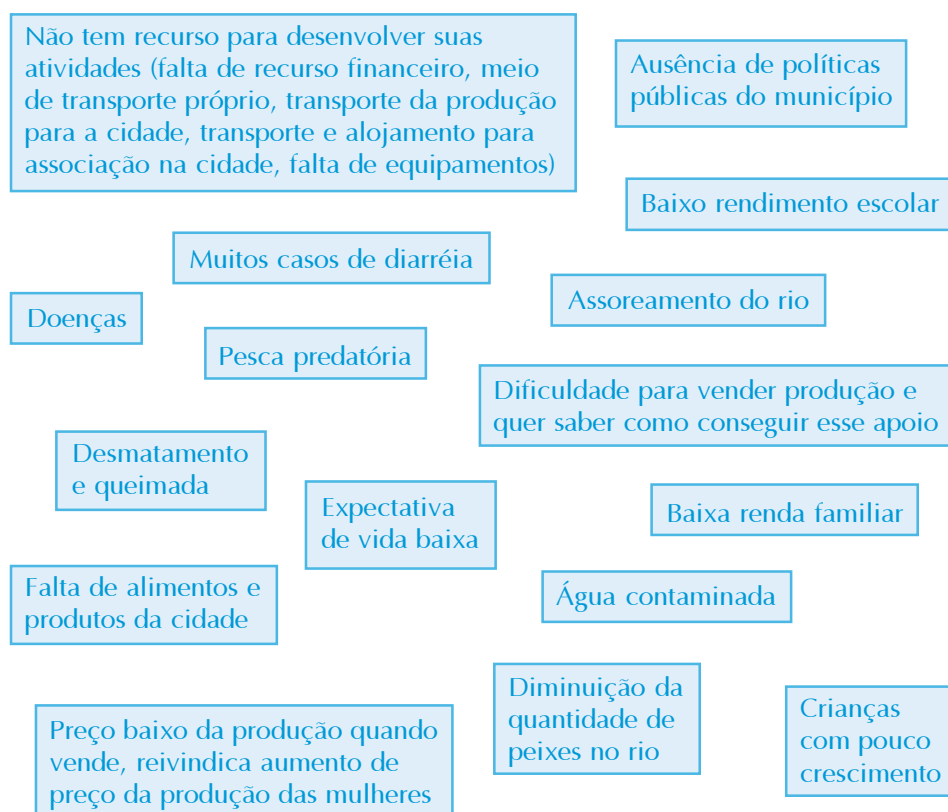 Não tem recurso para desenvolver suas
atividades (falta de recurso financeiro, meio
de transporte próprio, transporte da produção
para a cidade, transporte e alojamento para
associação na cidade, falta de equipamentos)
Ausência de políticas
públicas do município
Baixo rendimento escolar
Muitos casos de diarréia
Assoreamento do rio
Doenças
Pesca predatória
Dificuldade para vender produção e
quer saber como conseguir esse apoio
Desmatamento
e queimada
Expectativa
de vida baixa
Baixa renda familiar
Falta de alimentos e
produtos da cidade
Água contaminada
Diminuição da
quantidade de
peixes no rio
Crianças
com pouco
crescimento
Preço baixo da produção quando
vende, reivindica aumento de
preço da produção das mulheres